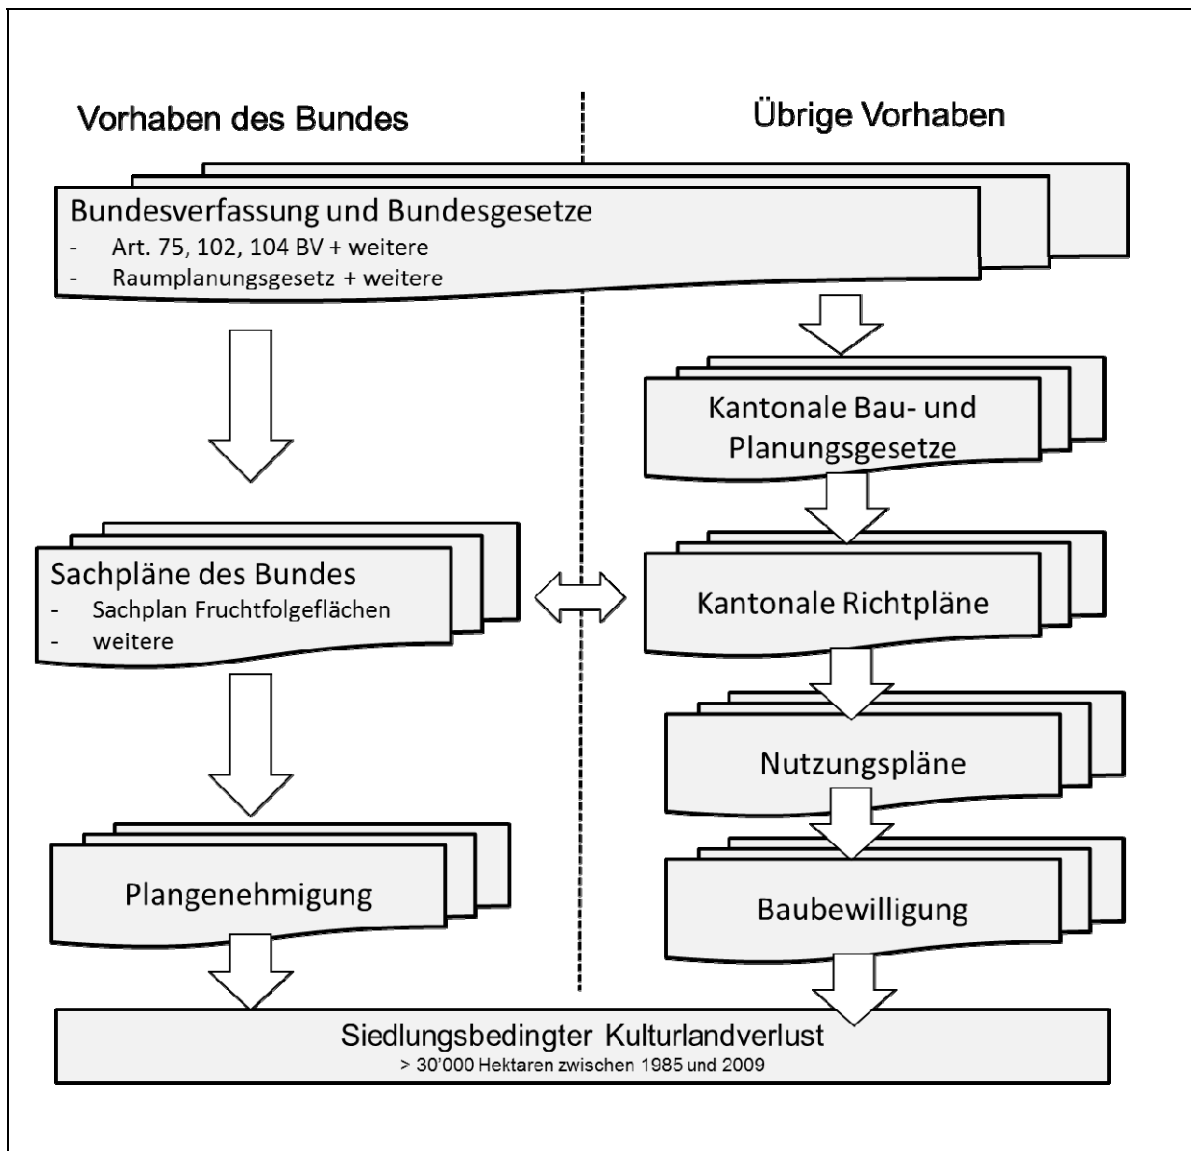 Vorhaben des Bundes
Übrige Vorhaben
Bundesverfassung und Bundesgesetze
- Art. 75, 102, 104 BV + weitere
- Raumplanungsgesetz + weitere
Kantonale Bau- und
Planungsgesetze
Sachpläne des Bundes
- Sachplan Fruchtfolgeflächen
- weitere
Kantonale Richtpläne
Nutzungspläne
Plangenehmigung
Baubewilligung
Siedlungsbedingter Kulturlandverlust
> 30'000 Hektaren zwischen 1985 und 2009